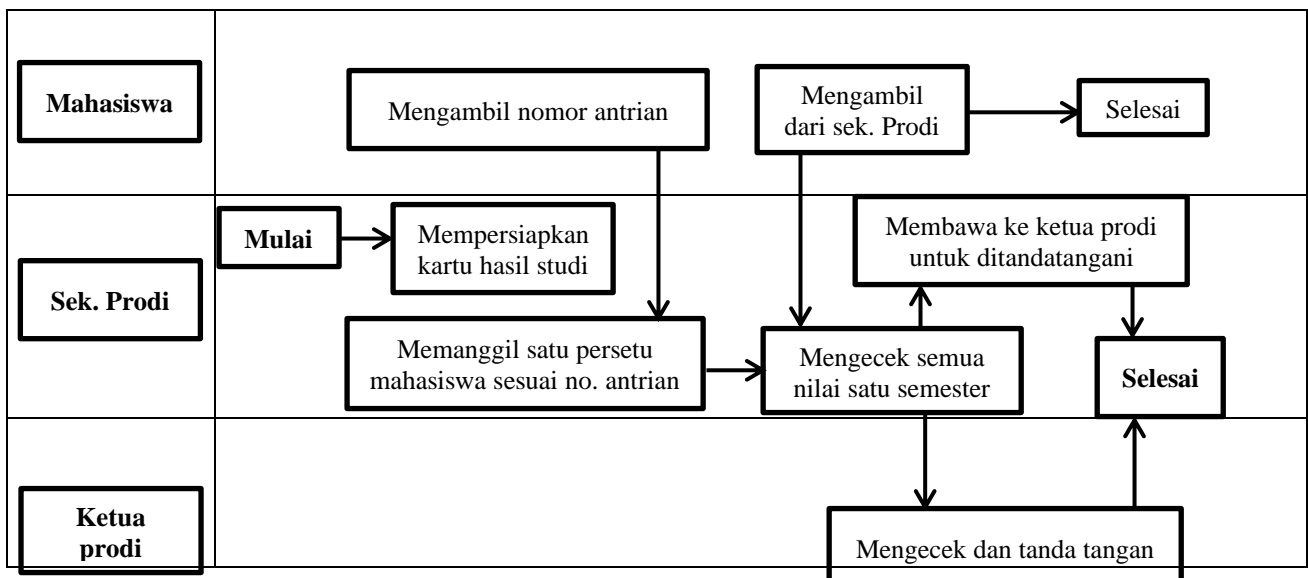 Mahasiswa
Mengambil nomor antrian
Mengambil
dari sek. Prodi
Selesai
Sek. Prodi
Mulai
Mempersiapkan
kartu hasil studi
Membawa ke ketua prodi
untuk ditandatangani
Memanggil satu persetu
mahasiswa sesuai no. antrian
Mengecek semua
nilai satu semester
Selesai
Ketua
prodi
Mengecek dan tanda tangan